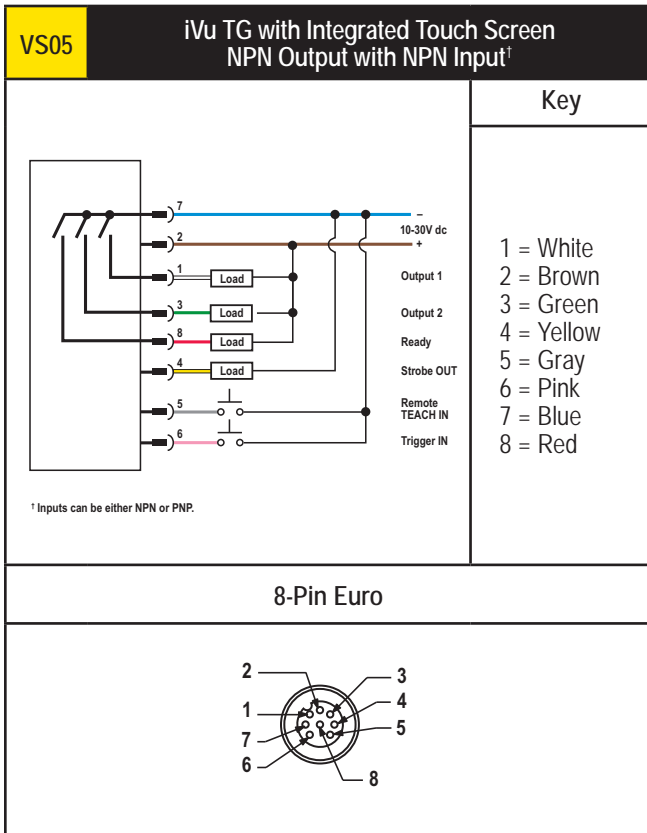 VS05
iVu TG with Integrated Touch Screen
NPN Output with NPN Input†
Key
7
–
10-30V dc
2
+
1
Load
Output 1
3
Load
Output 2
8
Load
Ready
4
Load
Strobe OUT
5
Remote
TEACH IN
6
Trigger IN
† Inputs can be either NPN or PNP.
1 = White
2 = Brown
3 = Green
4 = Yellow
5 = Gray
6 = Pink
7 = Blue
8 = Red
8-Pin Euro
2
3
1
4
7
5
6
8